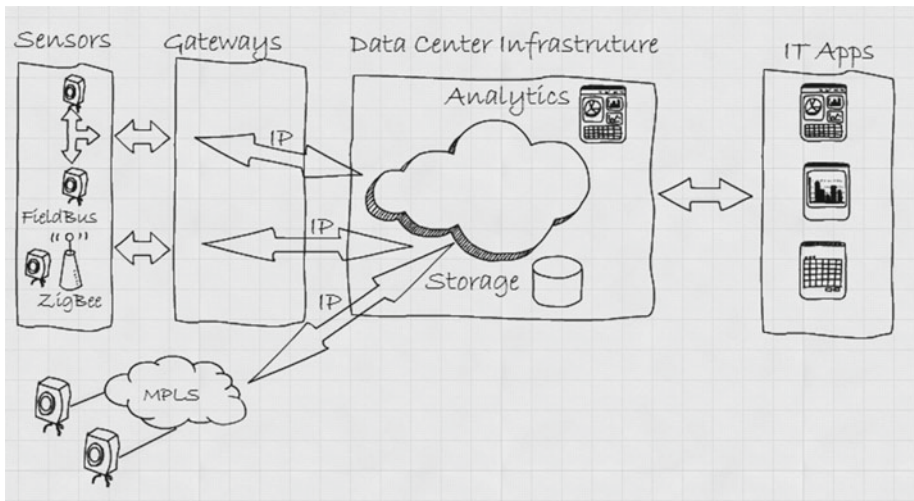 Sensors
Gateways
Data Center Infrastruture
IT Apps
Analytics
IP
FieldBus
IP
ZigBee
Storage
IP
MPLS